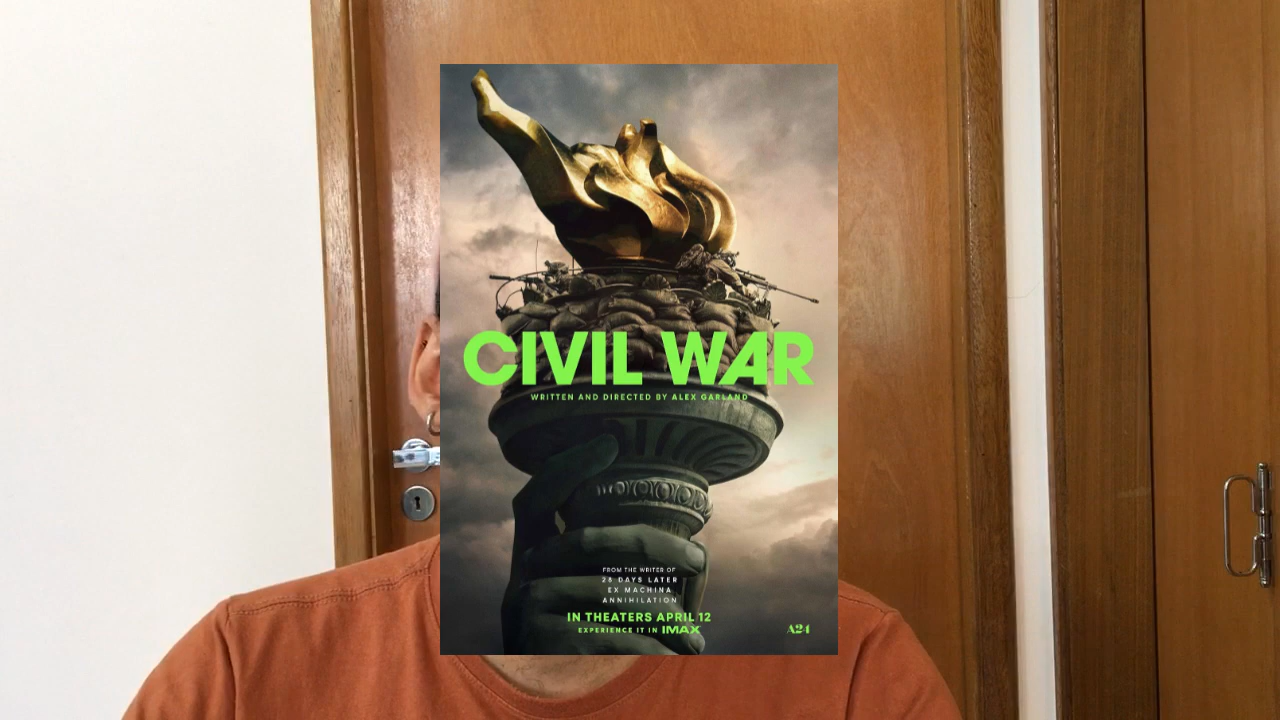 CIVIL WAR
WRITTEN AND DIRECTED BY ALEX GARLAND
FROM THE WRITER OF
28 DAYS LATER
EX MACHINA
ANNIHILATION
IN THEATERS APRIL 12
EXPERIENCE IT IN IMAX
A24